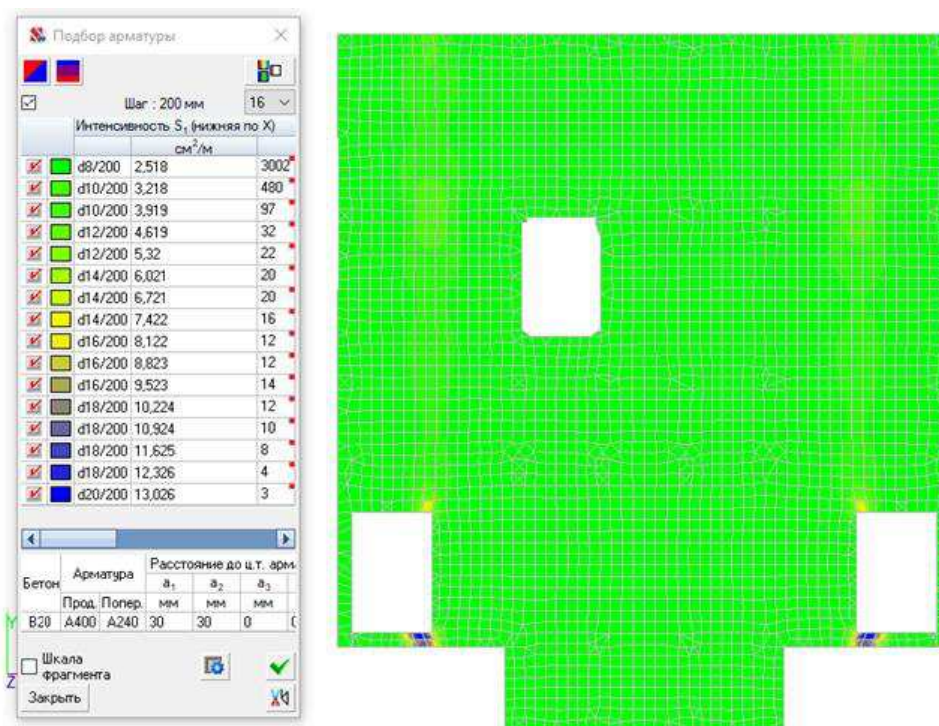 Подбор арматуры
Шаг : 200 мм 16
Интенсивность S1 (нижняя по X)
см²/м
d8/200 2,518 3002
d10/200 3,218 480
d10/200 3,919 97
d12/200 4,619 32
d12/200 5,32 22
d14/200 6,021 20
d14/200 6,721 20
d14/200 7,422 16
d16/200 8,122 12
d16/200 8,823 12
d16/200 9,523 14
d18/200 10,224 12
d18/200 10,924 10
d18/200 11,625 8
d18/200 12,326 4
d20/200 13,026 3
Бетон Арматура Расстояние до ц.т. арм
a1 a2 a3
Прод. Попер. мм мм мм
B20 A400 A240 30 30 0
Y
Z
Шкала
фрагмента
Закрыть